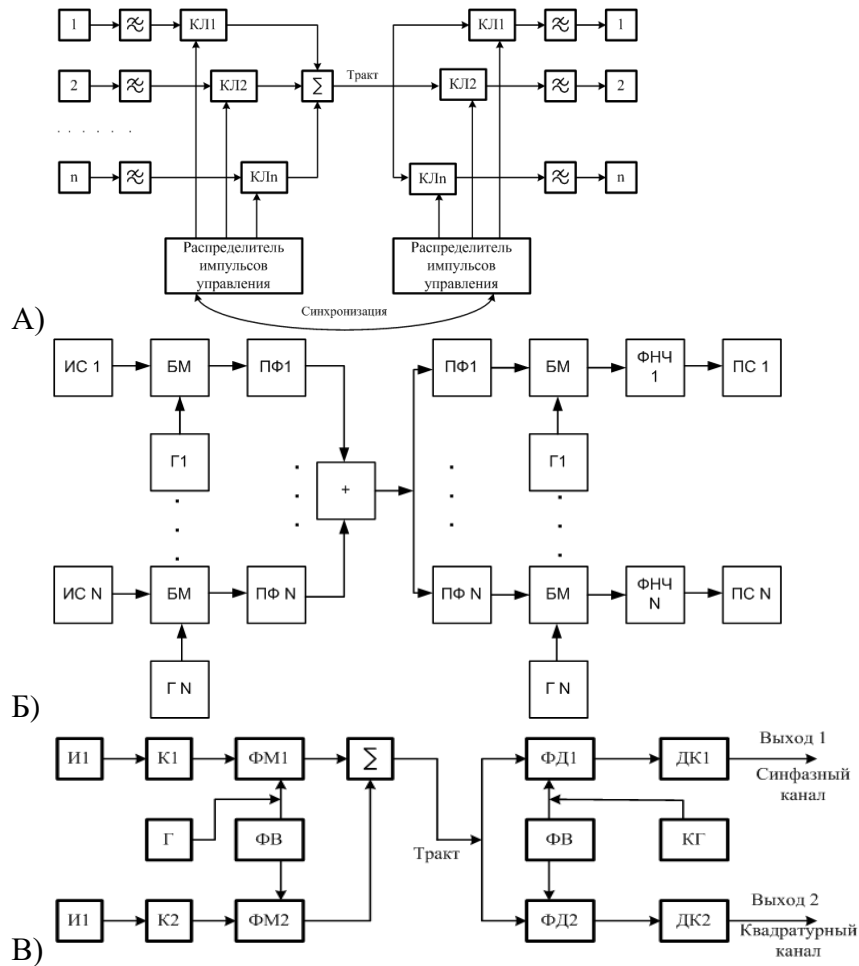 1 КЛ1 КЛ1 1
2 КЛ2 Σ Тракт КЛ2 2
. . . . . .
n КЛn КЛn n
Распределитель Распределитель
импульсов импульсов
управления управления
Синхронизация
А)
ИС 1 БМ ПФ1 ПФ1 БМ ФНЧ 1 ПС 1
Г1 Г1
+
ИС N БМ ПФ N ПФ N БМ ФНЧ N ПС N
Г N Г N
Б)
И1 К1 ФМ1 Σ ФД1 ДК1 Выход 1
Синфазный
канал
Г ФВ Тракт ФВ КГ
И1 К2 ФМ2 ФД2 ДК2 Выход 2
Квадратурный
канал
В)